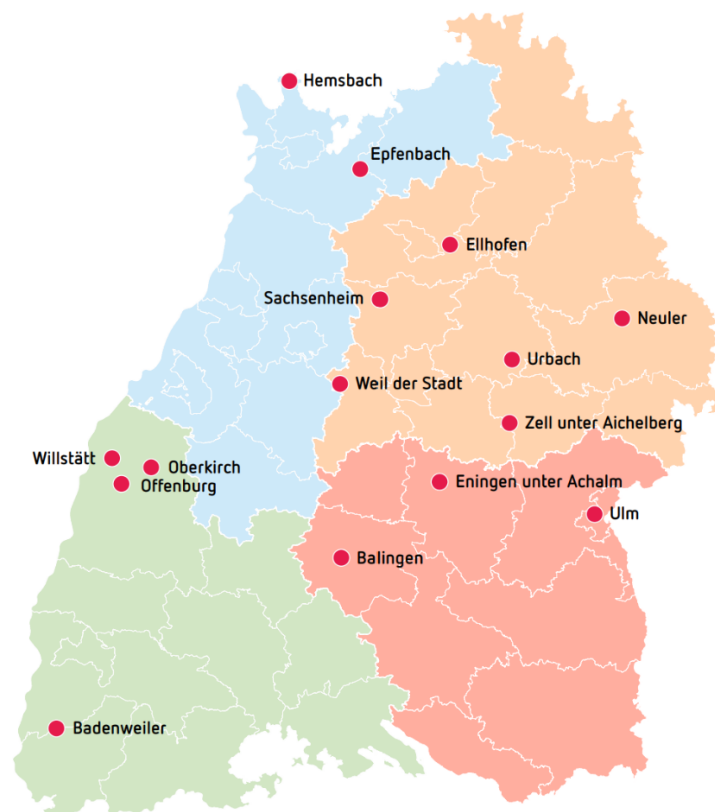 Hemsbach
Epfenbach
Ellhofen
Sachsenheim
Neuler
Urbach
Weil der Stadt
Zell unter Aichelberg
Willstätt
Oberkirch
Offenburg
Eningen unter Achalm
Ulm
Balingen
Badenweiler